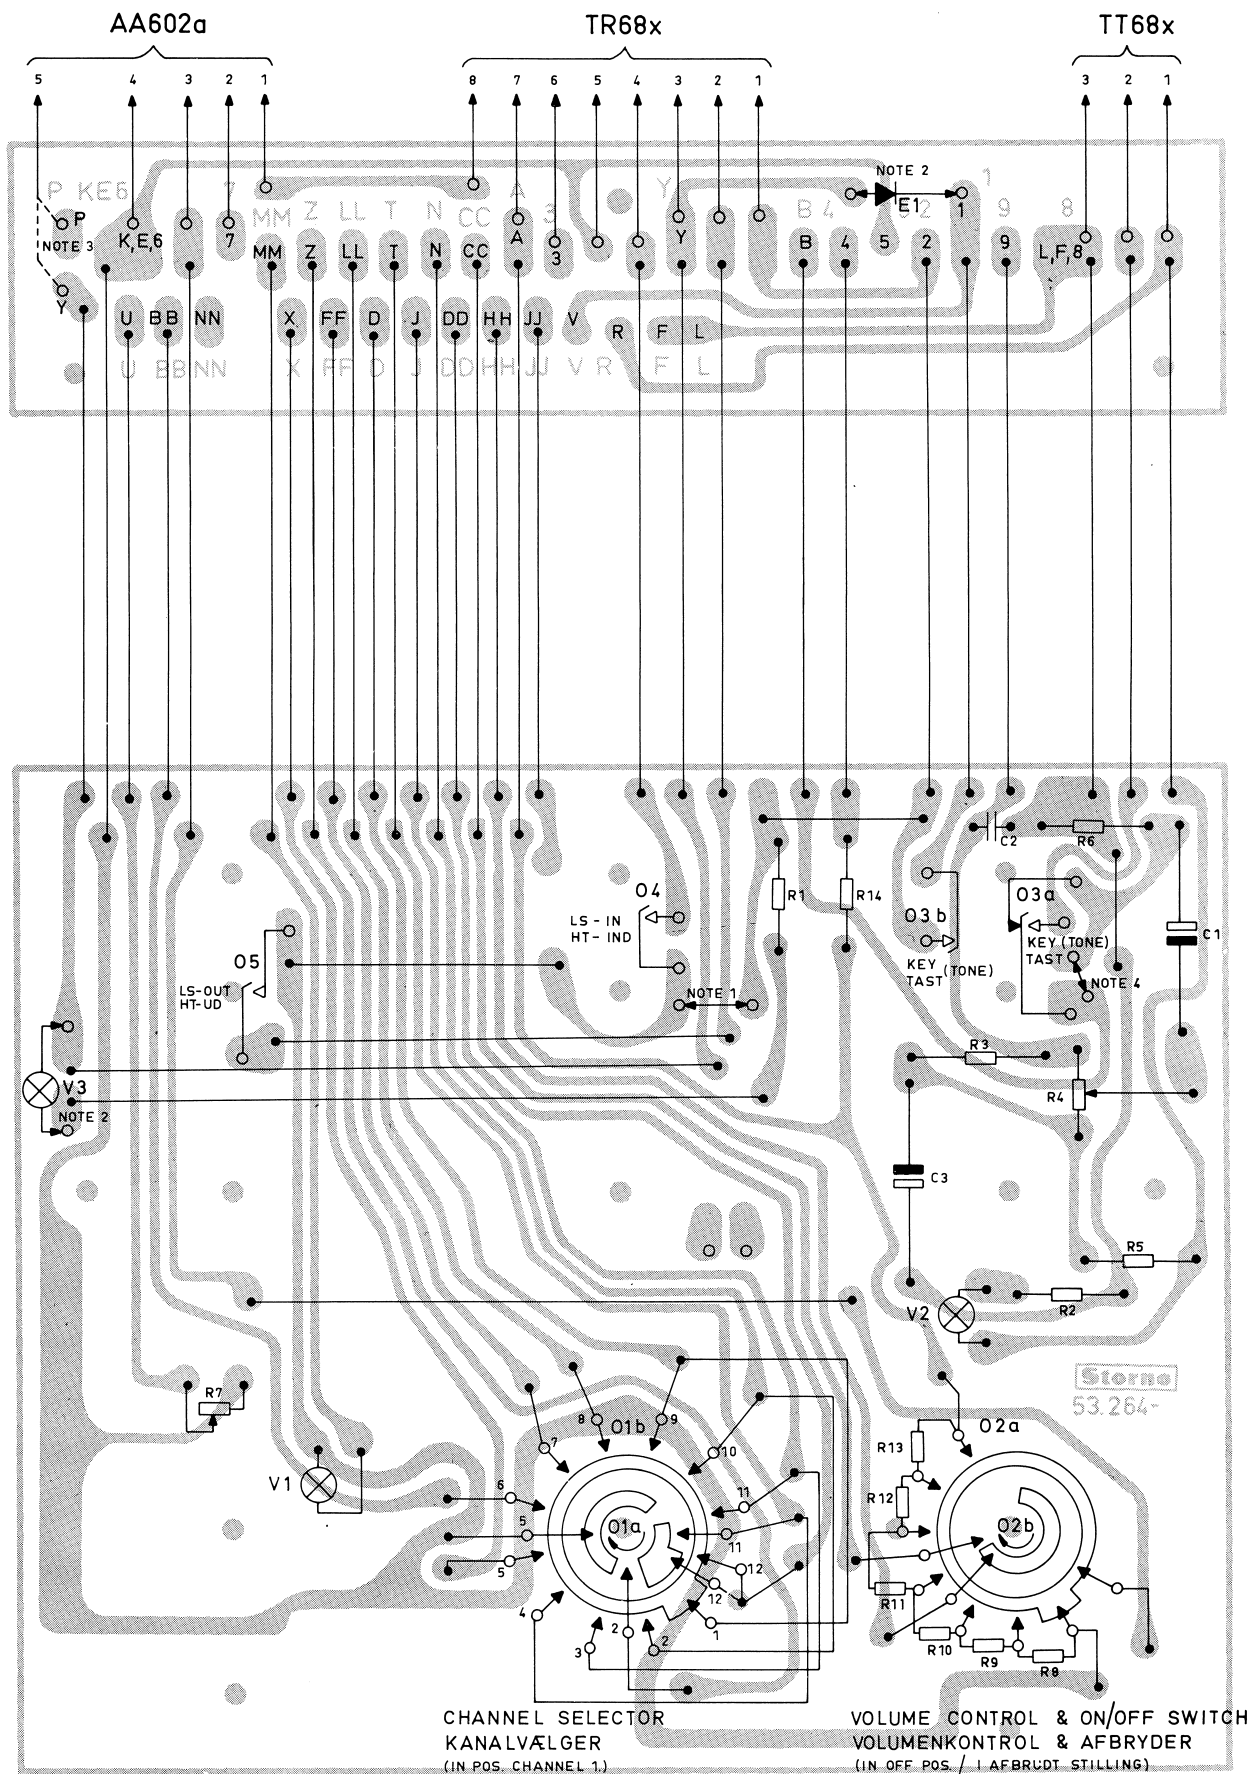 AA602a TR68x TT68x
5 4 3 2 1 8 7 6 5 4 3 2 1 3 2 1
NOTE 2
P KE6 7 A Y 1
E1
MM Z LL T N CC 3 B 4 2 1 9 8
P K,E,6 7 A Y
NOTE 3
MM Z LL T N CC 3 B 4 5 2 9 L,F,8
Y
U BB NN X FF D J DD HH JJ V R F L
U BB NN X FF D J DD HH JJ V R F L
C2 R6
O4 R1 R14 O3b O3a
LS-IN
HT-IND
C1
KEY (TONE)
TAST
KEY (TONE)
TAST
O5
LS-OUT
HT-UD
NOTE 1 NOTE 4
R3
V3 R4
NOTE 2
C3
R5
R2
V2
Storno
53.264-
R7
8 9 O1b O2a
7 10 R13
V1 6 11 R12
5 O1a 11 O2b
5 12
12 R11
4 1
2 2 R10
3 R9 R8
CHANNEL SELECTOR
KANALVÆLGER
(IN POS. CHANNEL 1.)
VOLUME CONTROL & ON/OFF SWITCH
VOLUMENKONTROL & AFBRYDER
(IN OFF POS. / I AFBRUDT STILLING)